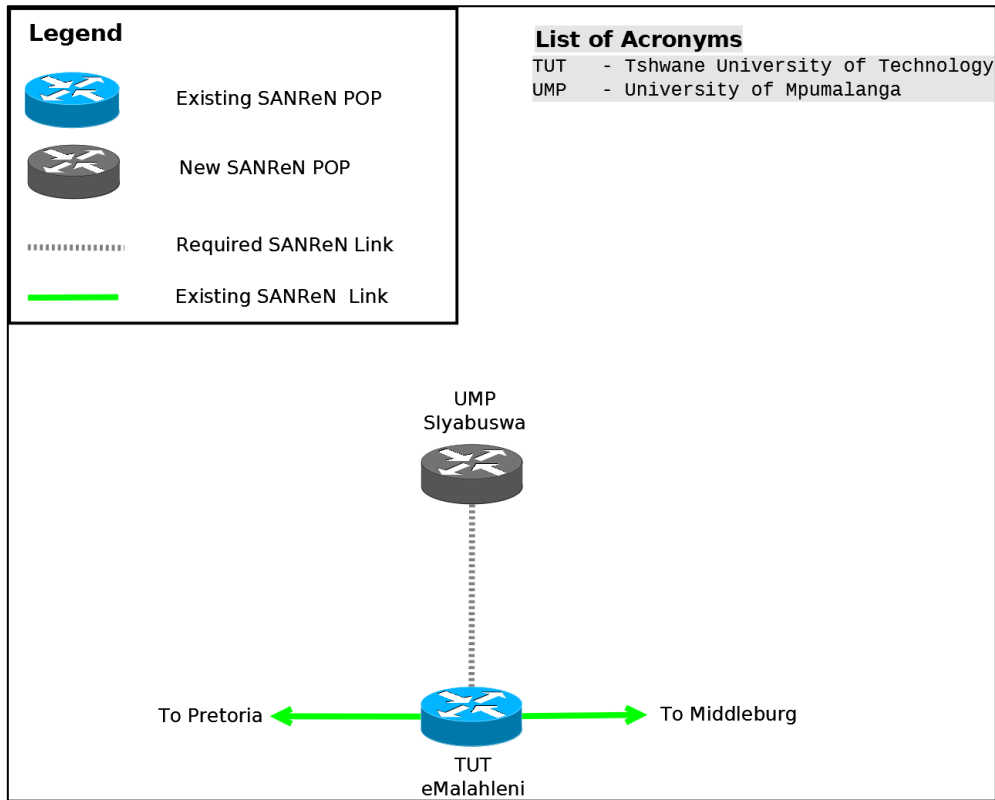 Legend
Existing SANReN POP
New SANReN POP
Required SANReN Link
Existing SANReN  Link
List of Acronyms
TUT   - Tshwane University of Technology
UMP   - University of Mpumalanga
UMP
SIyabuswa
To Pretoria
To Middleburg
TUT
eMalahleni